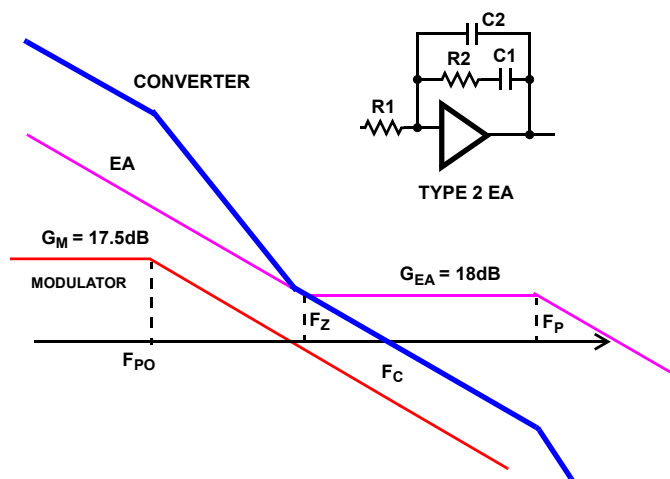 C2
R2
C1
R1
TYPE 2 EA
CONVERTER
EA
G_M = 17.5dB
MODULATOR
G_EA = 18dB
F_Z
F_P
F_PO
F_C